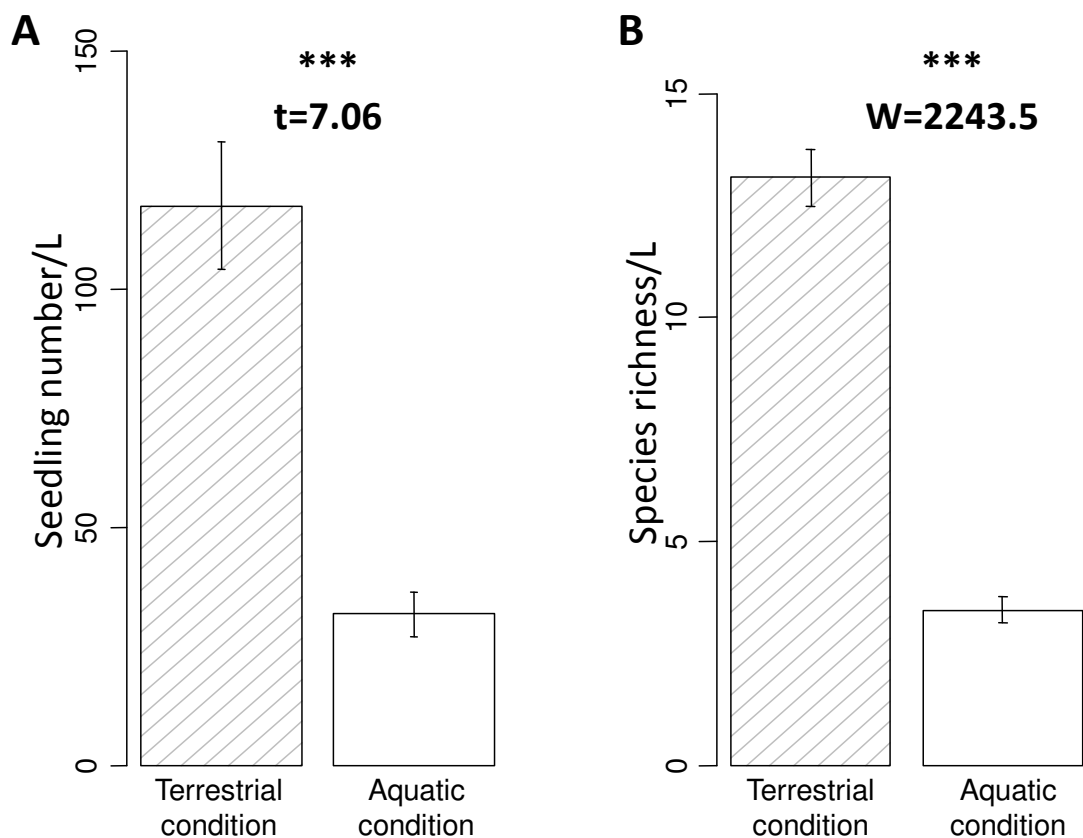 A
***
t=7.06
Seedling number/L
150
100
50
0
Terrestrial
condition
Aquatic
condition
B
***
W=2243.5
Species richness/L
15
10
5
0
Terrestrial
condition
Aquatic
condition